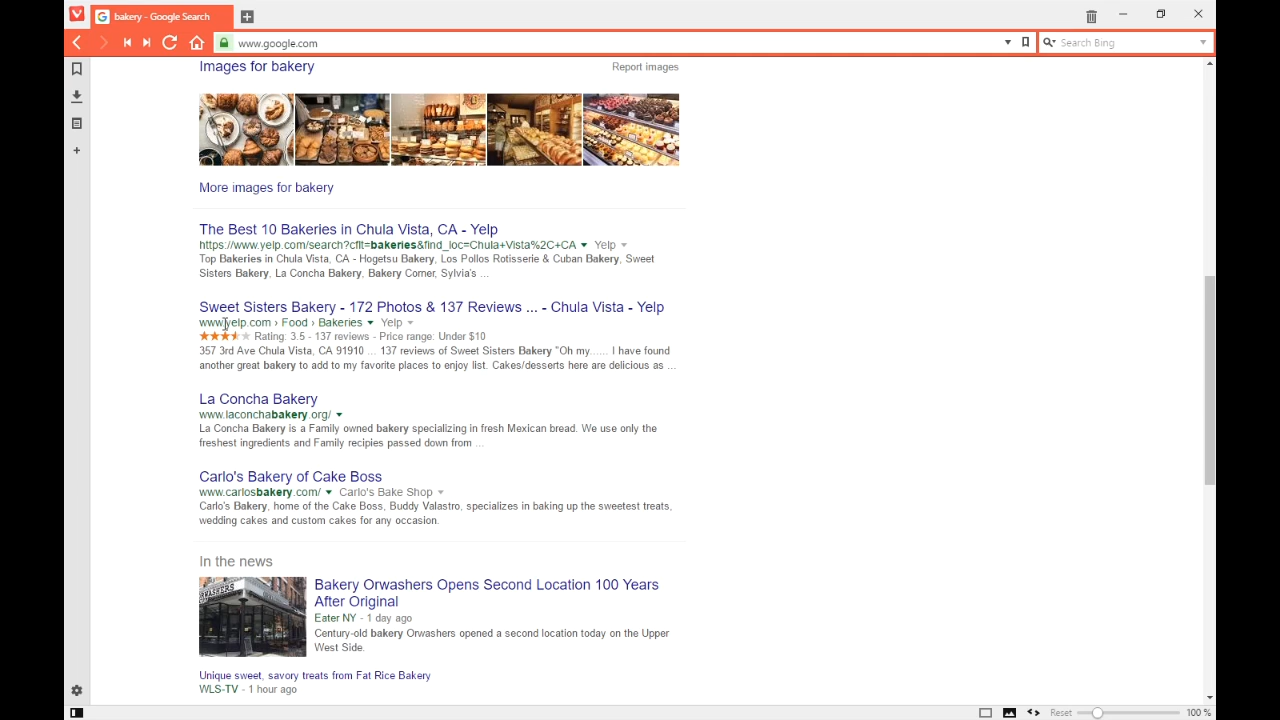 bakery - Google Search
www.google.com
Search Bing
Images for bakery
Report images
More images for bakery
The Best 10 Bakeries in Chula Vista, CA - Yelp
https://www.yelp.com/search?cflt=bakeries&find_loc=Chula+Vista%2C+CA Yelp
Top Bakeries in Chula Vista, CA - Hogetsu Bakery, Los Pollos Rotisserie & Cuban Bakery, Sweet
Sisters Bakery, La Concha Bakery, Bakery Corner, Sylvia's ...
Sweet Sisters Bakery - 172 Photos & 137 Reviews ... - Chula Vista - Yelp
www.yelp.com › Food › Bakeries Yelp
Rating: 3.5 - 137 reviews - Price range: Under $10
357 3rd Ave Chula Vista, CA 91910 ... 137 reviews of Sweet Sisters Bakery "Oh my...... I have found
another great bakery to add to my favorite places to enjoy list. Cakes/desserts here are delicious as ...
La Concha Bakery
www.laconchabakery.org/
La Concha Bakery is a Family owned bakery specializing in fresh Mexican bread. We use only the
freshest ingredients and Family recipies passed down from ...
Carlo's Bakery of Cake Boss
www.carlosbakery.com/ Carlo's Bake Shop
Carlo's Bakery, home of the Cake Boss, Buddy Valastro, specializes in baking up the sweetest treats,
wedding cakes and custom cakes for any occasion.
In the news
Bakery Orwashers Opens Second Location 100 Years
After Original
Eater NY - 1 day ago
Century-old bakery Orwashers opened a second location today on the Upper
West Side.
Unique sweet, savory treats from Fat Rice Bakery
WLS-TV - 1 hour ago
Reset
100 %